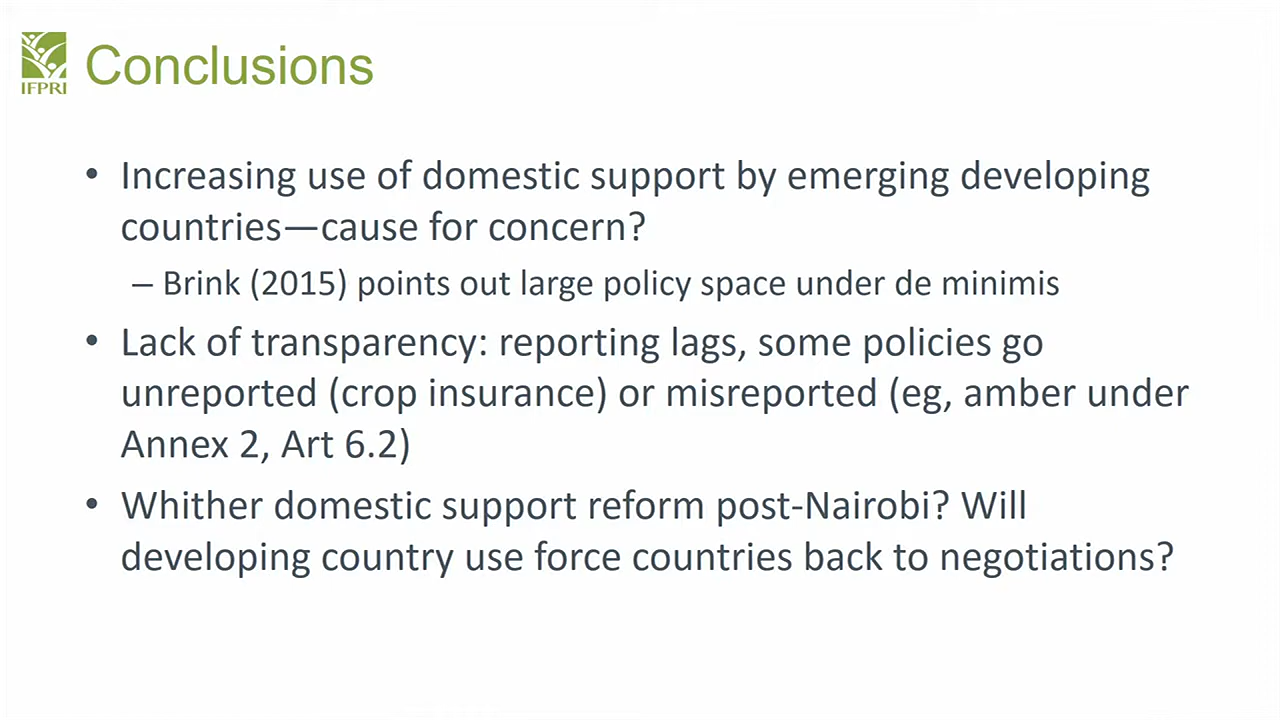 IFPRI
Conclusions
• Increasing use of domestic support by emerging developing
countries—cause for concern?
– Brink (2015) points out large policy space under de minimis
• Lack of transparency: reporting lags, some policies go
unreported (crop insurance) or misreported (eg, amber under
Annex 2, Art 6.2)
• Whither domestic support reform post-Nairobi? Will
developing country use force countries back to negotiations?